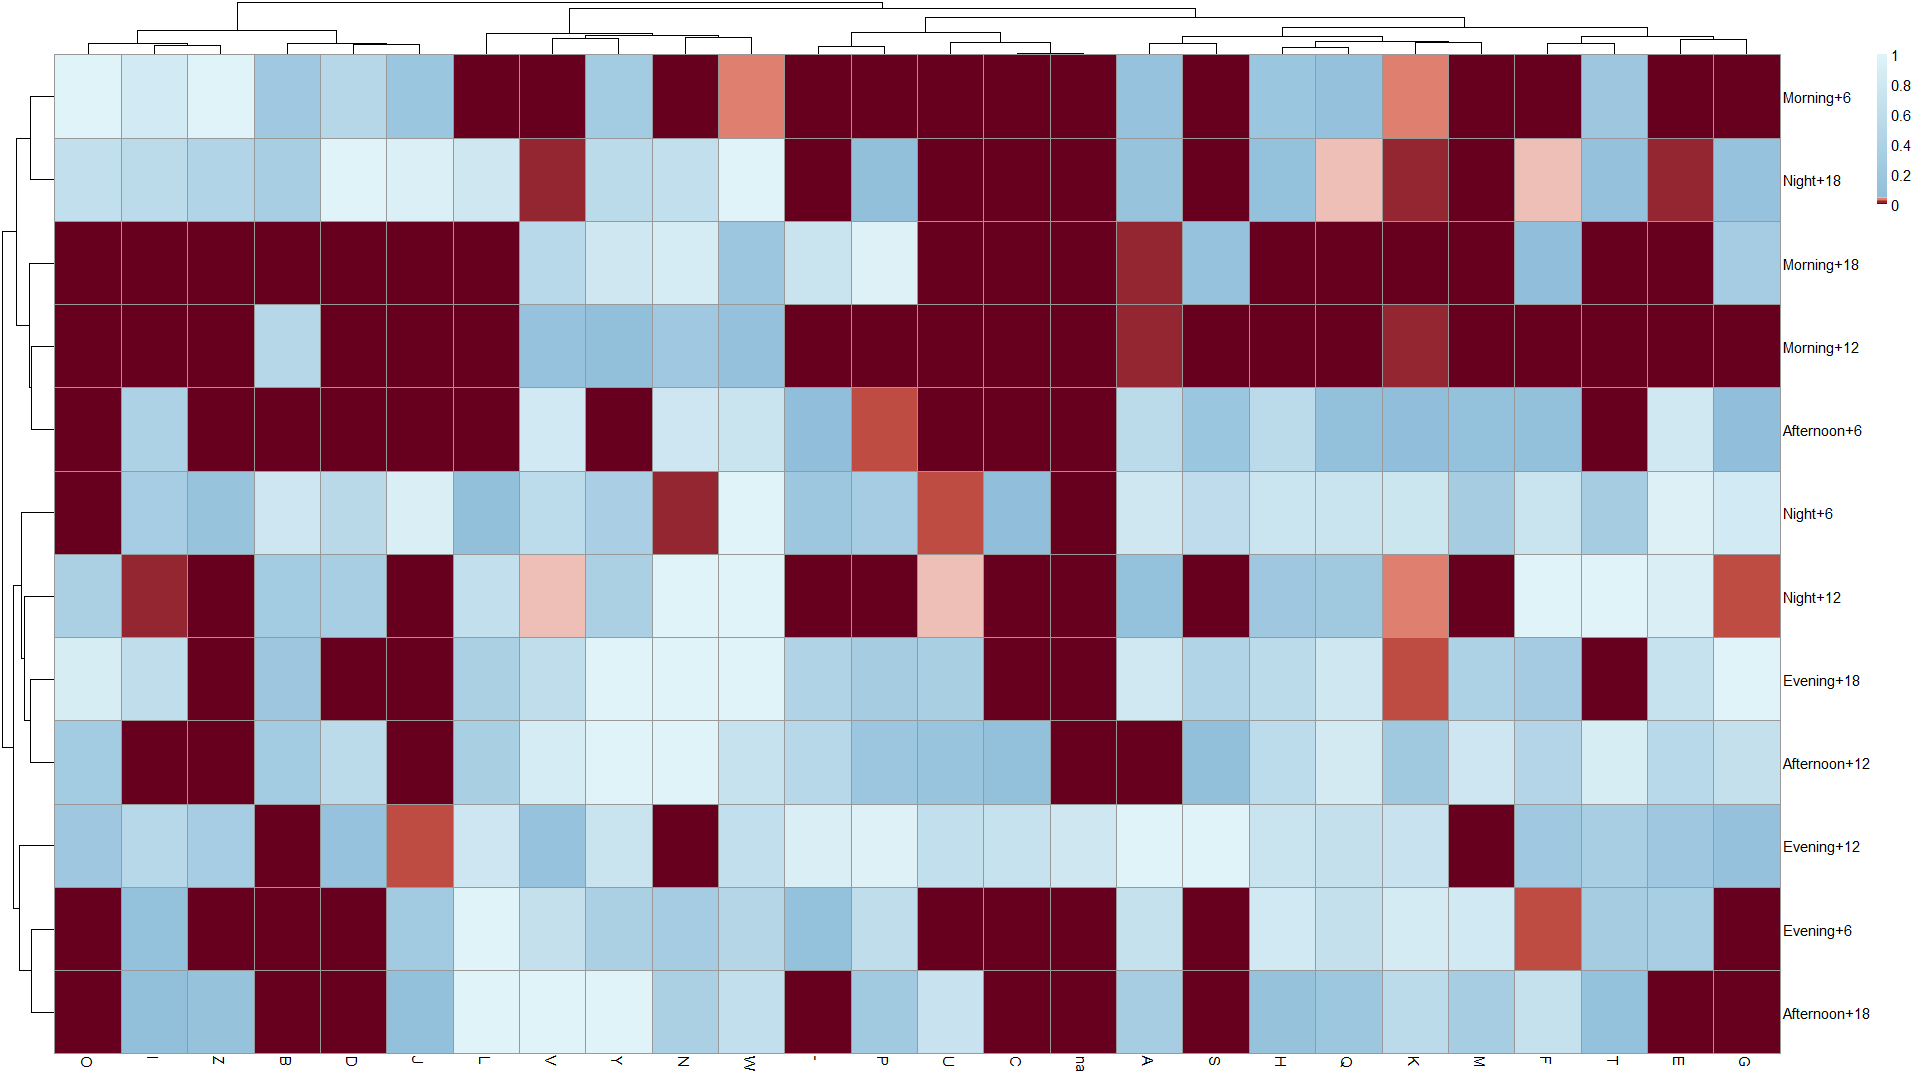 1
0.8
0.6
0.4
0.2
0
Morning+6
Night+18
Morning+18
Morning+12
Afternoon+6
Night+6
Night+12
Evening+18
Afternoon+12
Evening+12
Evening+6
Afternoon+18
O I Z B D J L V Y N W - P U C na A S H Q K M F T E G